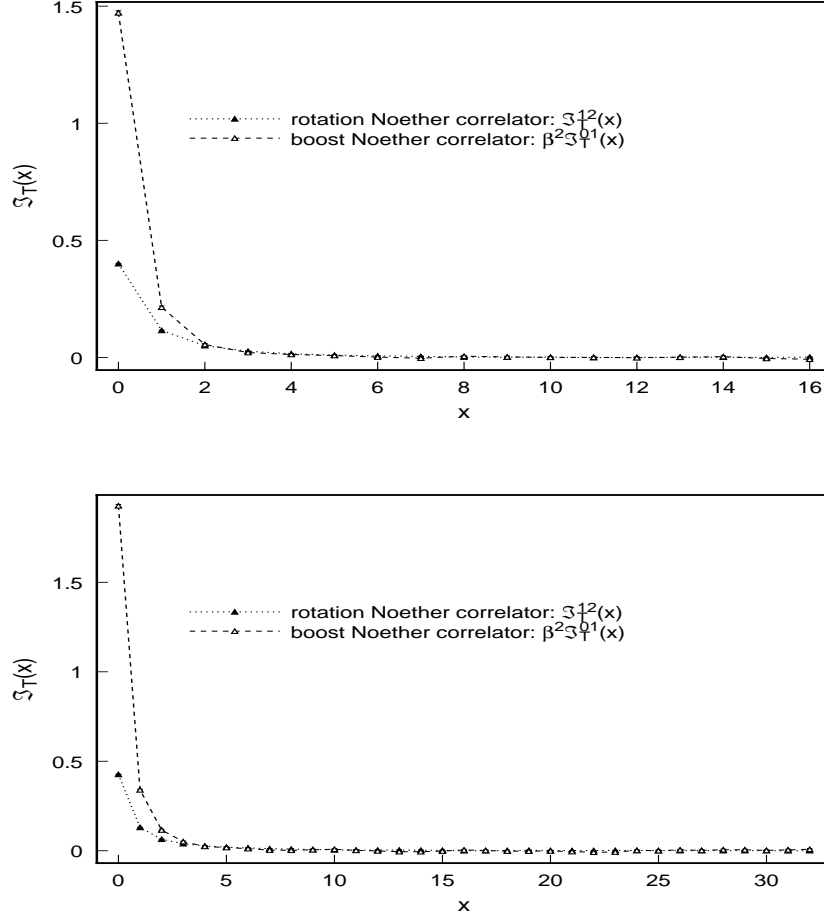 1.5
1
0.5
0
ℑT(x)
rotation Noether correlator: ℑT12(x)
boost Noether correlator: β2ℑT01(x)
0 2 4 6 8 10 12 14 16
x
1.5
1
0.5
0
ℑT(x)
rotation Noether correlator: ℑT12(x)
boost Noether correlator: β2ℑT01(x)
0 5 10 15 20 25 30
x